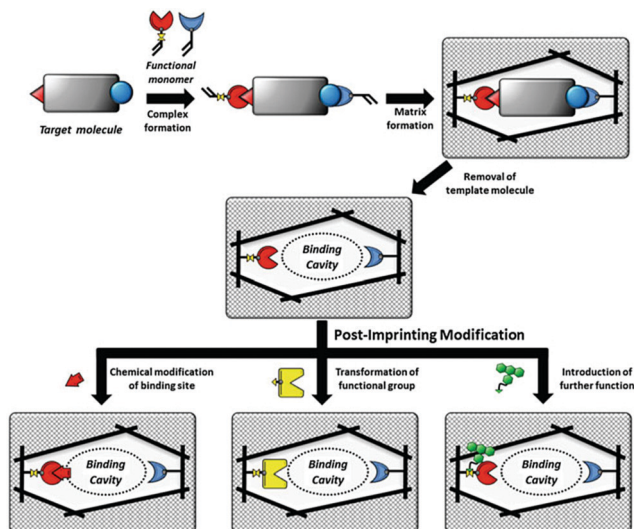 Functional
monomer
Target molecule
Complex
formation
Matrix
formation
Removal of
template molecule
Binding
Cavity
Post-Imprinting Modification
Chemical modification
of binding site
Transformation of
functional group
Introduction of
further function
Binding
Cavity
Binding
Cavity
Binding
Cavity